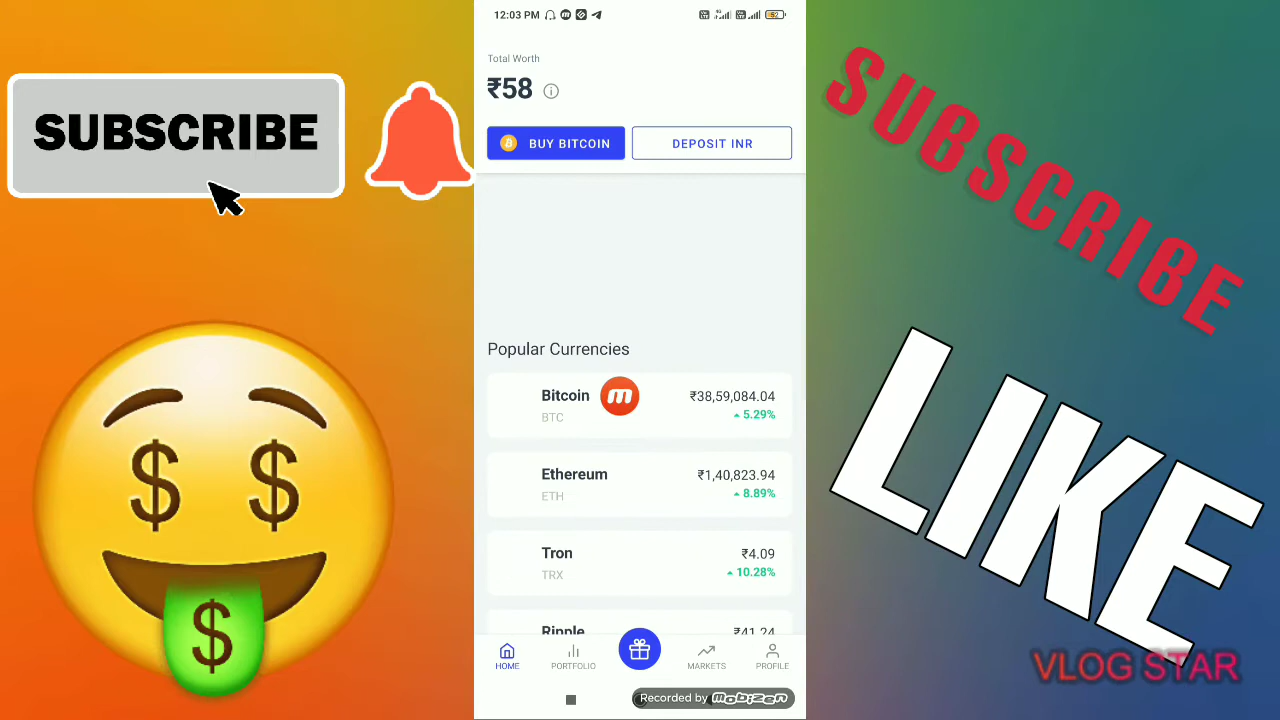 SUBSCRIBE
12:03 PM
52
Total Worth
₹58
BUY BITCOIN
DEPOSIT INR
Popular Currencies
Bitcoin
₹38,59,084.04
BTC
5.29%
Ethereum
₹1,40,823.94
ETH
8.89%
Tron
₹4.09
TRX
10.28%
Ripple
₹41.24
HOME
PORTFOLIO
MARKETS
PROFILE
Recorded by mobizen
SUBSCRIBE
LIKE
VLOG STAR